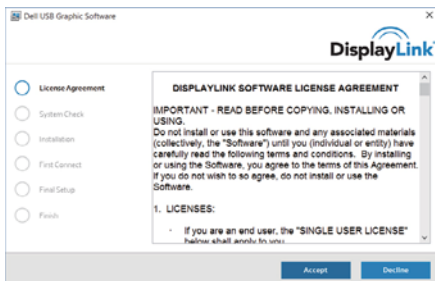 Dell USB Graphic Software
DisplayLink
License Agreement
System Check
Installation
First Connect
Final Setup
Finish
DISPLAYLINK SOFTWARE LICENSE AGREEMENT
IMPORTANT - READ BEFORE COPYING, INSTALLING OR
USING.
Do not install or use this software and any associated materials
(collectively, the "Software") until you (individual or entity) have
carefully read the following terms and conditions. By installing
or using the Software, you agree to the terms of this Agreement.
If you do not wish to so agree, do not install or use the
Software.
1. LICENSES:
· If you are an end user, the "SINGLE USER LICENSE"
below shall apply to you
Accept
Decline